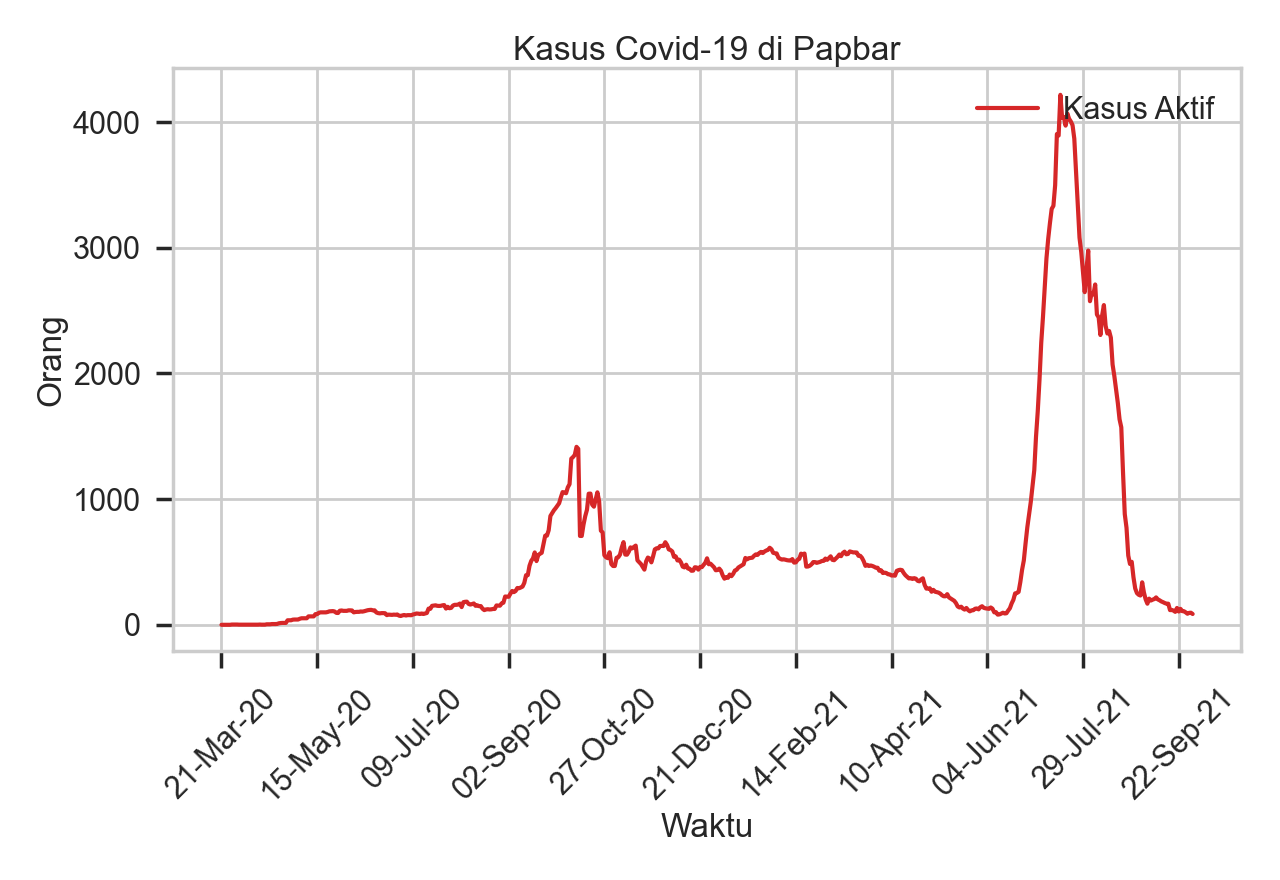 Kasus Covid-19 di Papbar
Kasus Aktif
Orang
4000
3000
2000
1000
0
21-Mar-20
15-May-20
09-Jul-20
02-Sep-20
27-Oct-20
21-Dec-20
14-Feb-21
10-Apr-21
04-Jun-21
29-Jul-21
22-Sep-21
Waktu